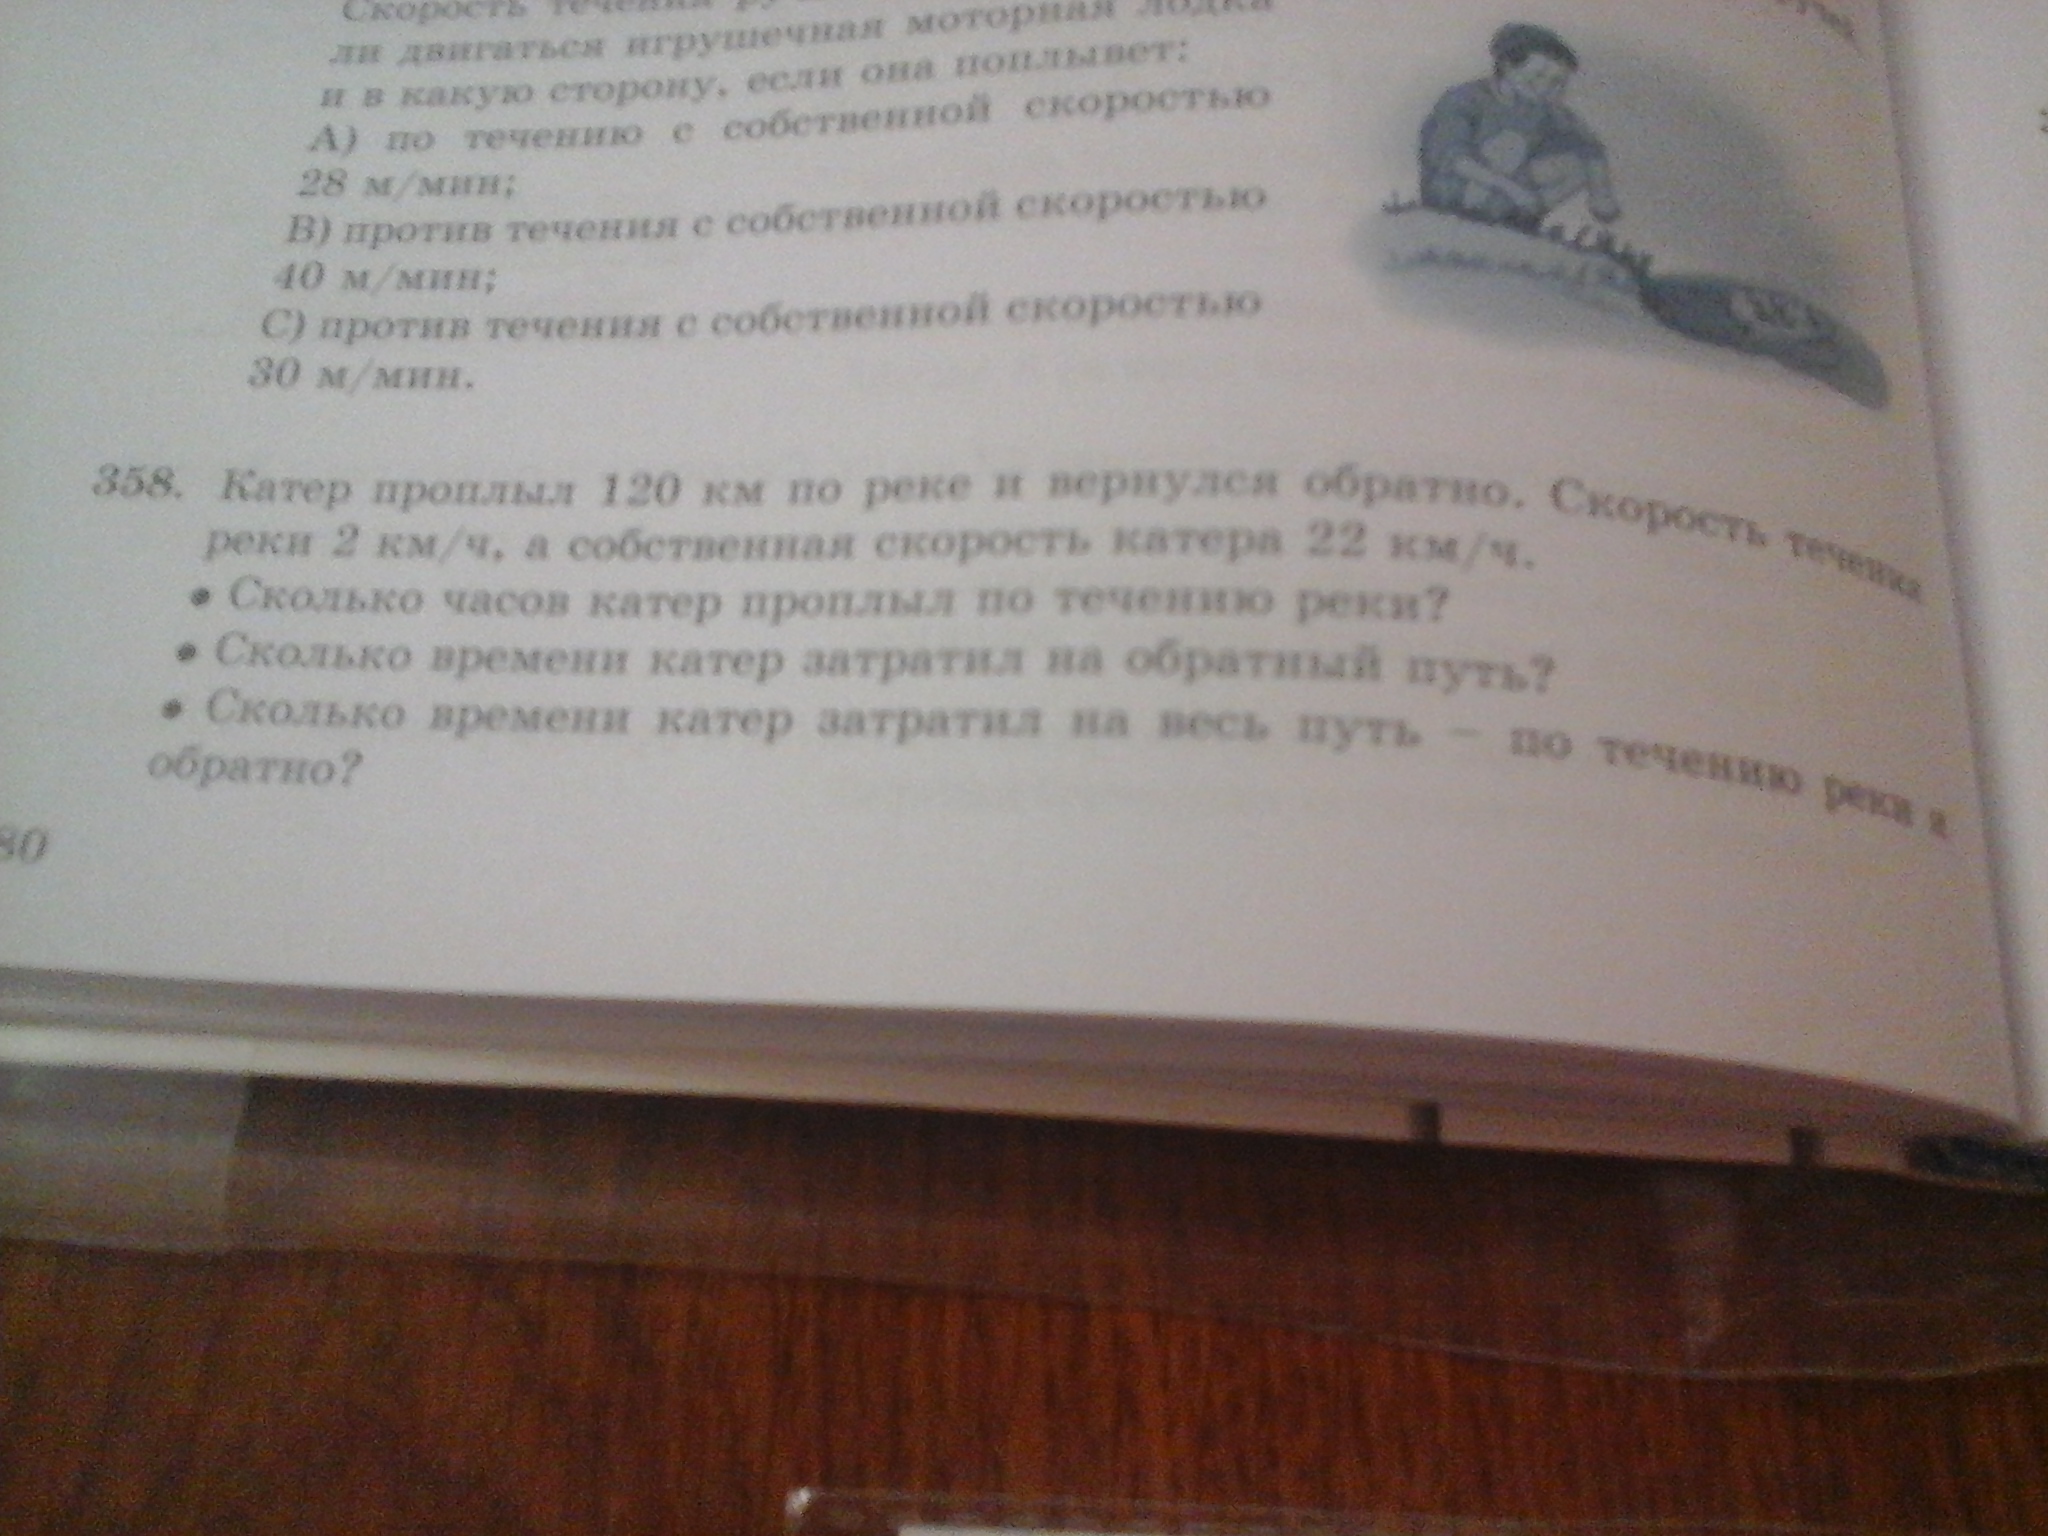 Скорость течения
ли двигаться игрушечная моторная лодка
и в какую сторону, если она поплывет:
А) по течению с собственной скоростью
28 м/мин;
В) против течения с собственной скоростью
40 м/мин;
С) против течения с собственной скоростью
30 м/мин.
358. Катер проплыл 120 км по реке и вернулся обратно. Скорость течения
реки 2 км/ч, а собственная скорость катера 22 км/ч.
• Сколько часов катер проплыл по течению реки?
• Сколько времени катер затратил на обратный путь?
• Сколько времени катер затратил на весь путь – по течению реки и
обратно?
80